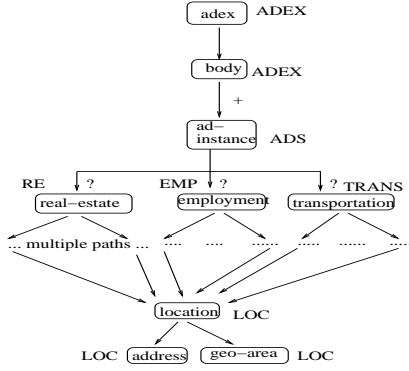 adex ADEX
body ADEX
+
ad-
instance ADS
RE ? EMP ? ? TRANS
real-estate employment transportation
... multiple paths ... ..... .... ..... .... ..... ....
location LOC
LOC address geo-area LOC